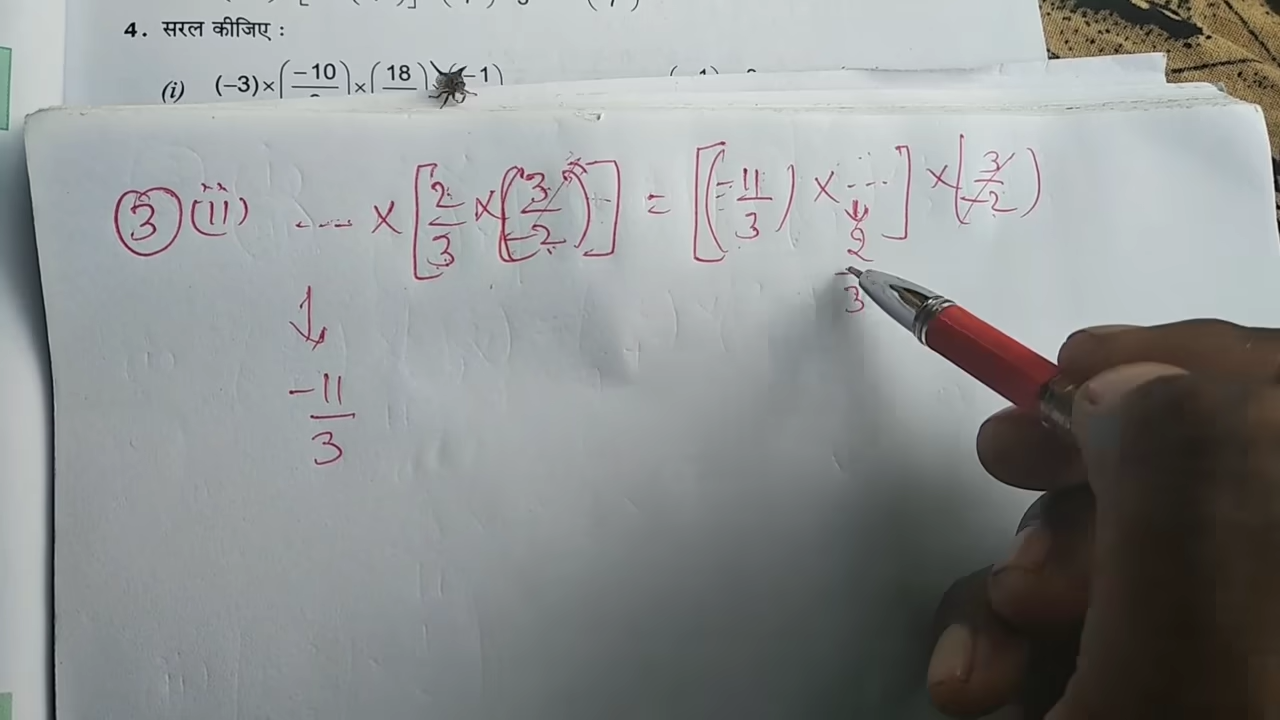 4. सरल कीजिए :
(i) (-3)×(-10/ )×(18/ )×( -1)
3 (ii) ---- × [2/3 × (3/-2)] = [(-11/3) × ----] × (3/-2)
2/3
-11/3